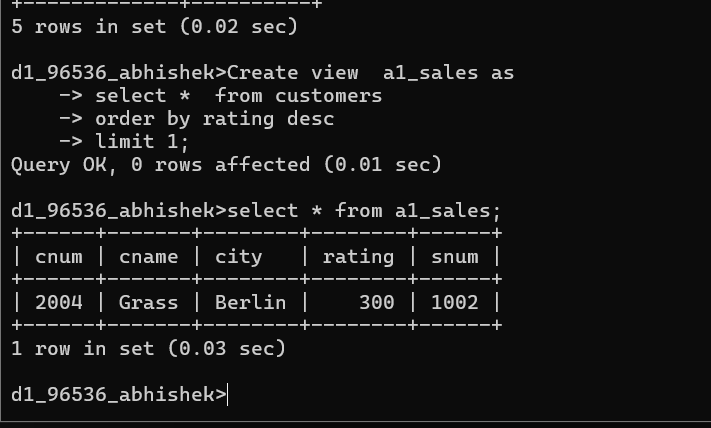 +-------------+----------+
5 rows in set (0.02 sec)
d1_96536_abhishek>Create view  a1_sales as
    -> select *  from customers
    -> order by rating desc
    -> limit 1;
Query OK, 0 rows affected (0.01 sec)
d1_96536_abhishek>select * from a1_sales;
+------+-------+--------+--------+------+
| cnum | cname | city   | rating | snum |
+------+-------+--------+--------+------+
| 2004 | Grass | Berlin |    300 | 1002 |
+------+-------+--------+--------+------+
1 row in set (0.03 sec)
d1_96536_abhishek>